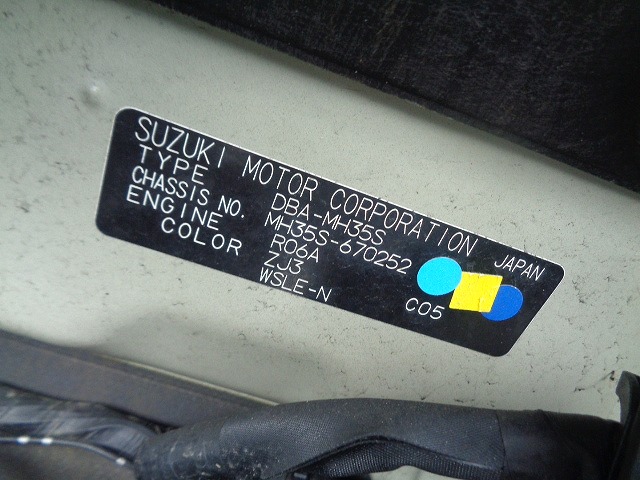 SUZUKI MOTOR CORPORATION JAPAN
TYPE DBA-MH35S
CHASSIS NO. MH35S-670252
ENGINE R06A
COLOR ZJ3
WSLE-N C05